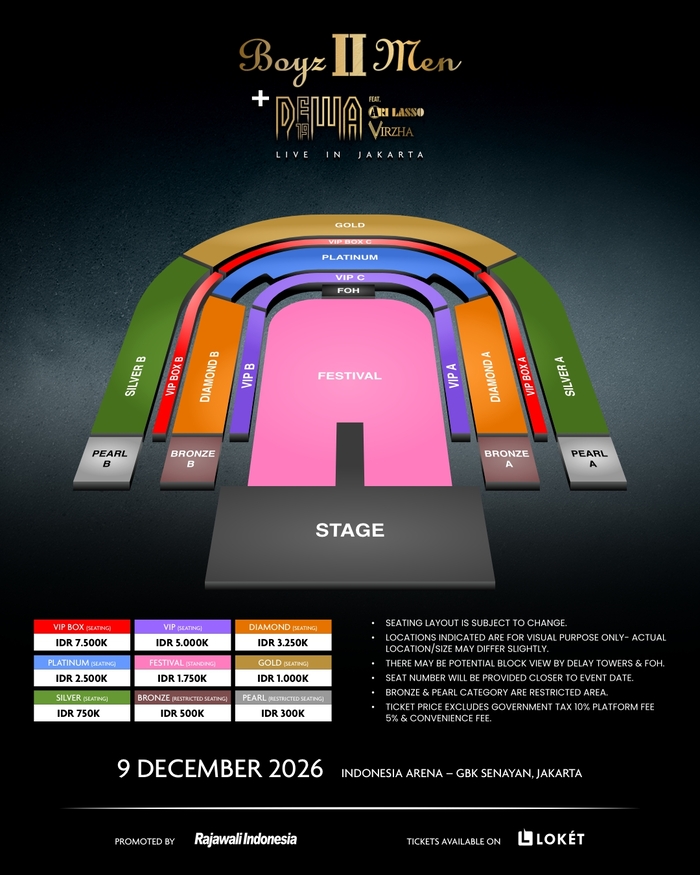 Boyz II Men
+ DEWA 19 FEAT. ARI LASSO VIRZHA
LIVE IN JAKARTA
GOLD
VIP BOX C
PLATINUM
VIP C
FOH
SILVER B
VIP BOX B
DIAMOND B
VIP B
FESTIVAL
VIP A
DIAMOND A
VIP BOX A
SILVER A
PEARL B
BRONZE B
BRONZE A
PEARL A
STAGE
VIP BOX (SEATING)
IDR 7.500K
VIP (SEATING)
IDR 5.000K
DIAMOND (SEATING)
IDR 3.250K
PLATINUM (SEATING)
IDR 2.500K
FESTIVAL (STANDING)
IDR 1.750K
GOLD (SEATING)
IDR 1.000K
SILVER (SEATING)
IDR 750K
BRONZE (RESTRICTED SEATING)
IDR 500K
PEARL (RESTRICTED SEATING)
IDR 300K
• SEATING LAYOUT IS SUBJECT TO CHANGE.
• LOCATIONS INDICATED ARE FOR VISUAL PURPOSE ONLY- ACTUAL
LOCATION/SIZE MAY DIFFER SLIGHTLY.
• THERE MAY BE POTENTIAL BLOCK VIEW BY DELAY TOWERS & FOH.
• SEAT NUMBER WILL BE PROVIDED CLOSER TO EVENT DATE.
• BRONZE & PEARL CATEGORY ARE RESTRICTED AREA.
• TICKET PRICE EXCLUDES GOVERNMENT TAX 10% PLATFORM FEE
5% & CONVENIENCE FEE.
9 DECEMBER 2026 INDONESIA ARENA – GBK SENAYAN, JAKARTA
PROMOTED BY Rajawali Indonesia
TICKETS AVAILABLE ON LOKÉT